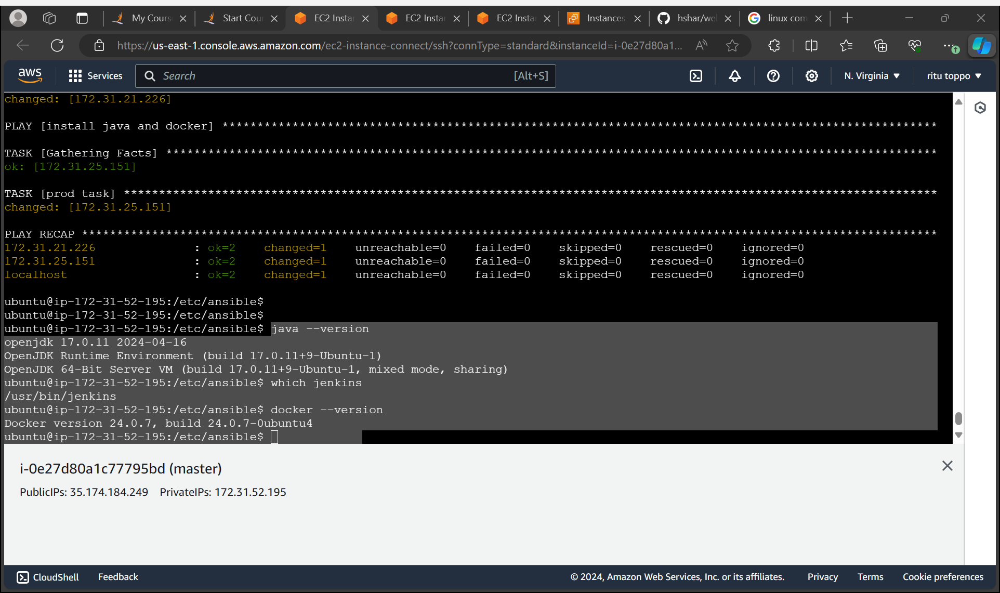 My Cours
Start Cour
EC2 Instan
EC2 Instan
EC2 Instan
Instances
hshar/wel
linux com
https://us-east-1.console.aws.amazon.com/ec2-instance-connect/ssh?connType=standard&instanceId=i-0e27d80a1...
aws
Services
Search
[Alt+S]
N. Virginia
ritu toppo
changed: [172.31.21.226]
PLAY [install java and docker] ******************************************************************************************************
TASK [Gathering Facts] **************************************************************************************************************
ok: [172.31.25.151]
TASK [prod task] ********************************************************************************************************************
changed: [172.31.25.151]
PLAY RECAP **************************************************************************************************************************
172.31.21.226 : ok=2 changed=1 unreachable=0 failed=0 skipped=0 rescued=0 ignored=0
172.31.25.151 : ok=2 changed=1 unreachable=0 failed=0 skipped=0 rescued=0 ignored=0
localhost : ok=2 changed=1 unreachable=0 failed=0 skipped=0 rescued=0 ignored=0
ubuntu@ip-172-31-52-195:/etc/ansible$
ubuntu@ip-172-31-52-195:/etc/ansible$
ubuntu@ip-172-31-52-195:/etc/ansible$ java --version
openjdk 17.0.11 2024-04-16
OpenJDK Runtime Environment (build 17.0.11+9-Ubuntu-1)
OpenJDK 64-Bit Server VM (build 17.0.11+9-Ubuntu-1, mixed mode, sharing)
ubuntu@ip-172-31-52-195:/etc/ansible$ which jenkins
/usr/bin/jenkins
ubuntu@ip-172-31-52-195:/etc/ansible$ docker --version
Docker version 24.0.7, build 24.0.7-0ubuntu4
ubuntu@ip-172-31-52-195:/etc/ansible$
i-0e27d80a1c77795bd (master)
PublicIPs: 35.174.184.249 PrivateIPs: 172.31.52.195
CloudShell
Feedback
© 2024, Amazon Web Services, Inc. or its affiliates.
Privacy
Terms
Cookie preferences